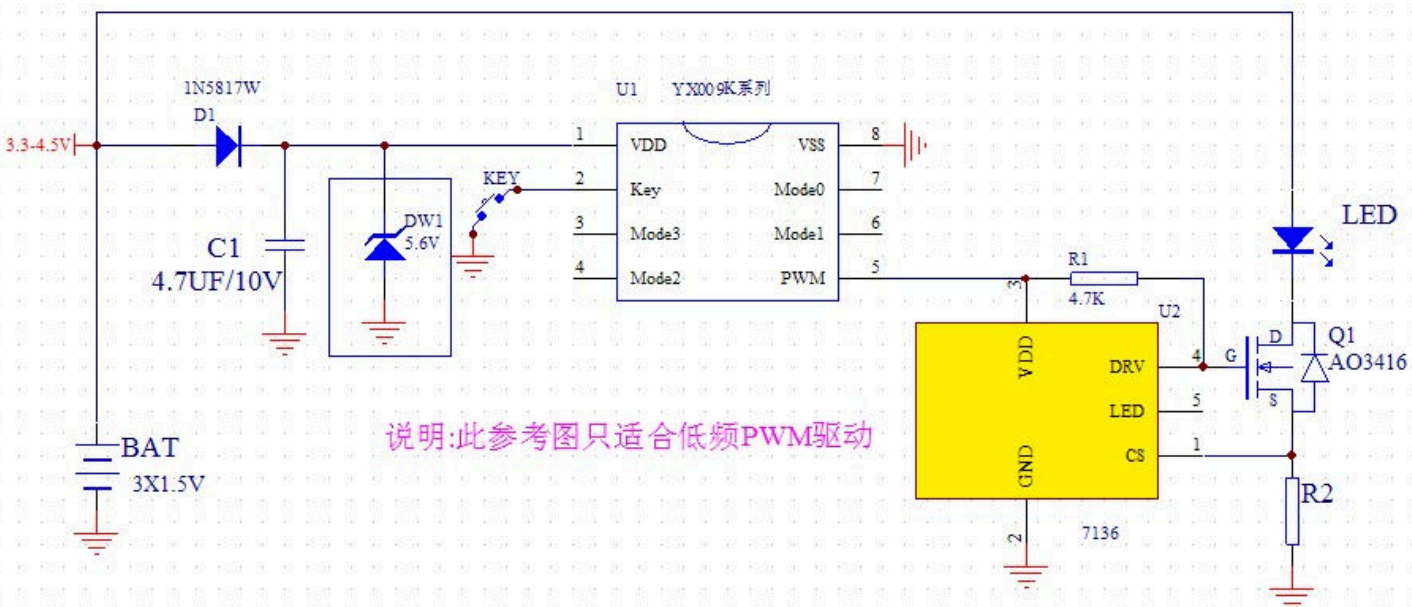 1N5817W
D1
3.3-4.5V
U1 YX009K系列
1
VDD
VSS
8
2
Key
Mode0
7
3
Mode3
Mode1
6
4
Mode2
PWM
5
KEY
DW1
5.6V
C1
4.7UF/10V
LED
R1
4.7K
U2
3
VDD
DRV
4
LED
5
CS
1
GND
2
7136
G
D
S
Q1
AO3416
R2
BAT
3X1.5V
说明:此参考图只适合低频PWM驱动